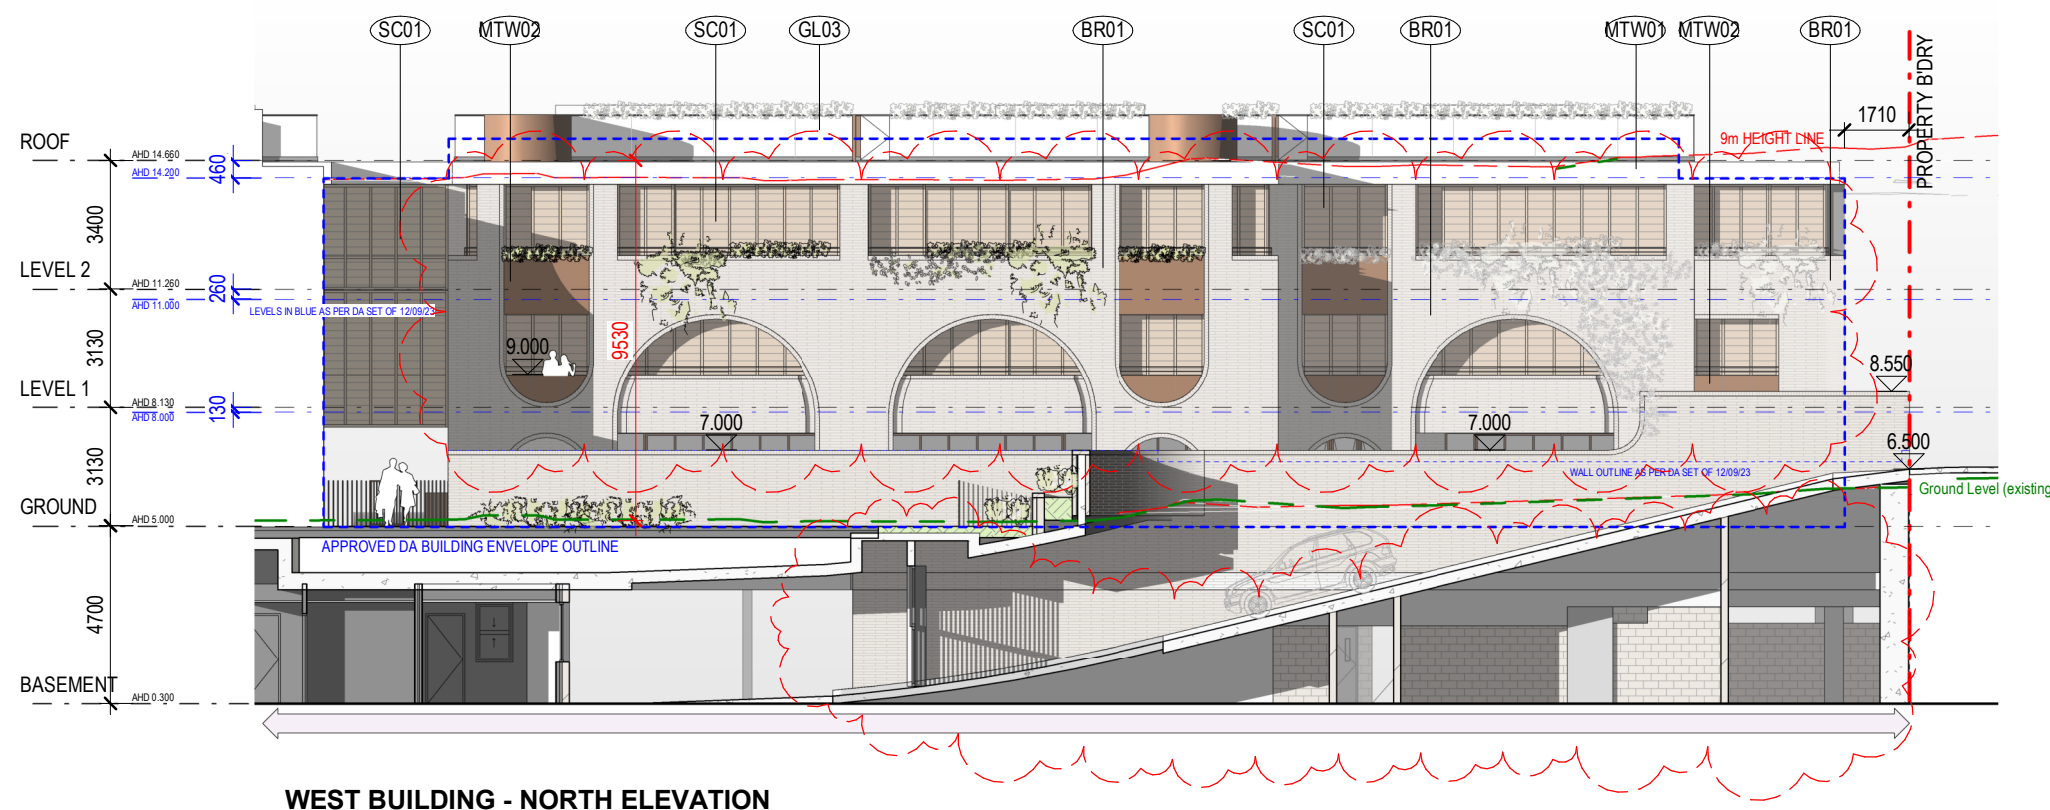 SC01 MTW02 SC01 GL03 BR01 SC01 BR01 MTW01 MTW02 BR01
PROPERTY B'DRY
1710
9m HEIGHT LINE
ROOF
AHD 14.660
AHD 14.200
460
3400
LEVEL 2
AHD 11.260
AHD 11.000
260
LEVELS IN BLUE AS PER DA SET OF 12/09/23
3130
9530
9.000
8.550
LEVEL 1
AHD 8.130
AHD 8.000
130
7.000
7.000
6.500
3130
WALL OUTLINE AS PER DA SET OF 12/09/23
Ground Level (existing
GROUND
AHD 5.000
APPROVED DA BUILDING ENVELOPE OUTLINE
4700
BASEMENT
AHD 0.300
WEST BUILDING - NORTH ELEVATION